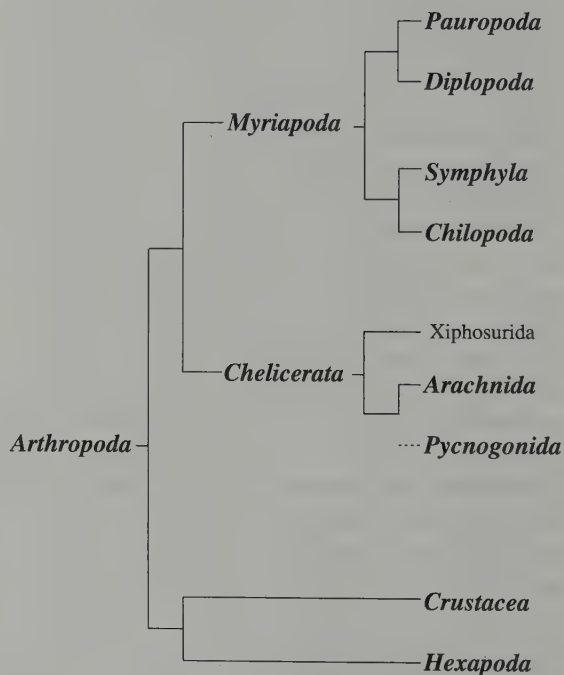 Pauropoda
Diplopoda
Myriapoda
Symphyla
Chilopoda
Xiphosurida
Chelicerata
Arachnida
Arthropoda
Pycnogonida
Crustacea
Hexapoda